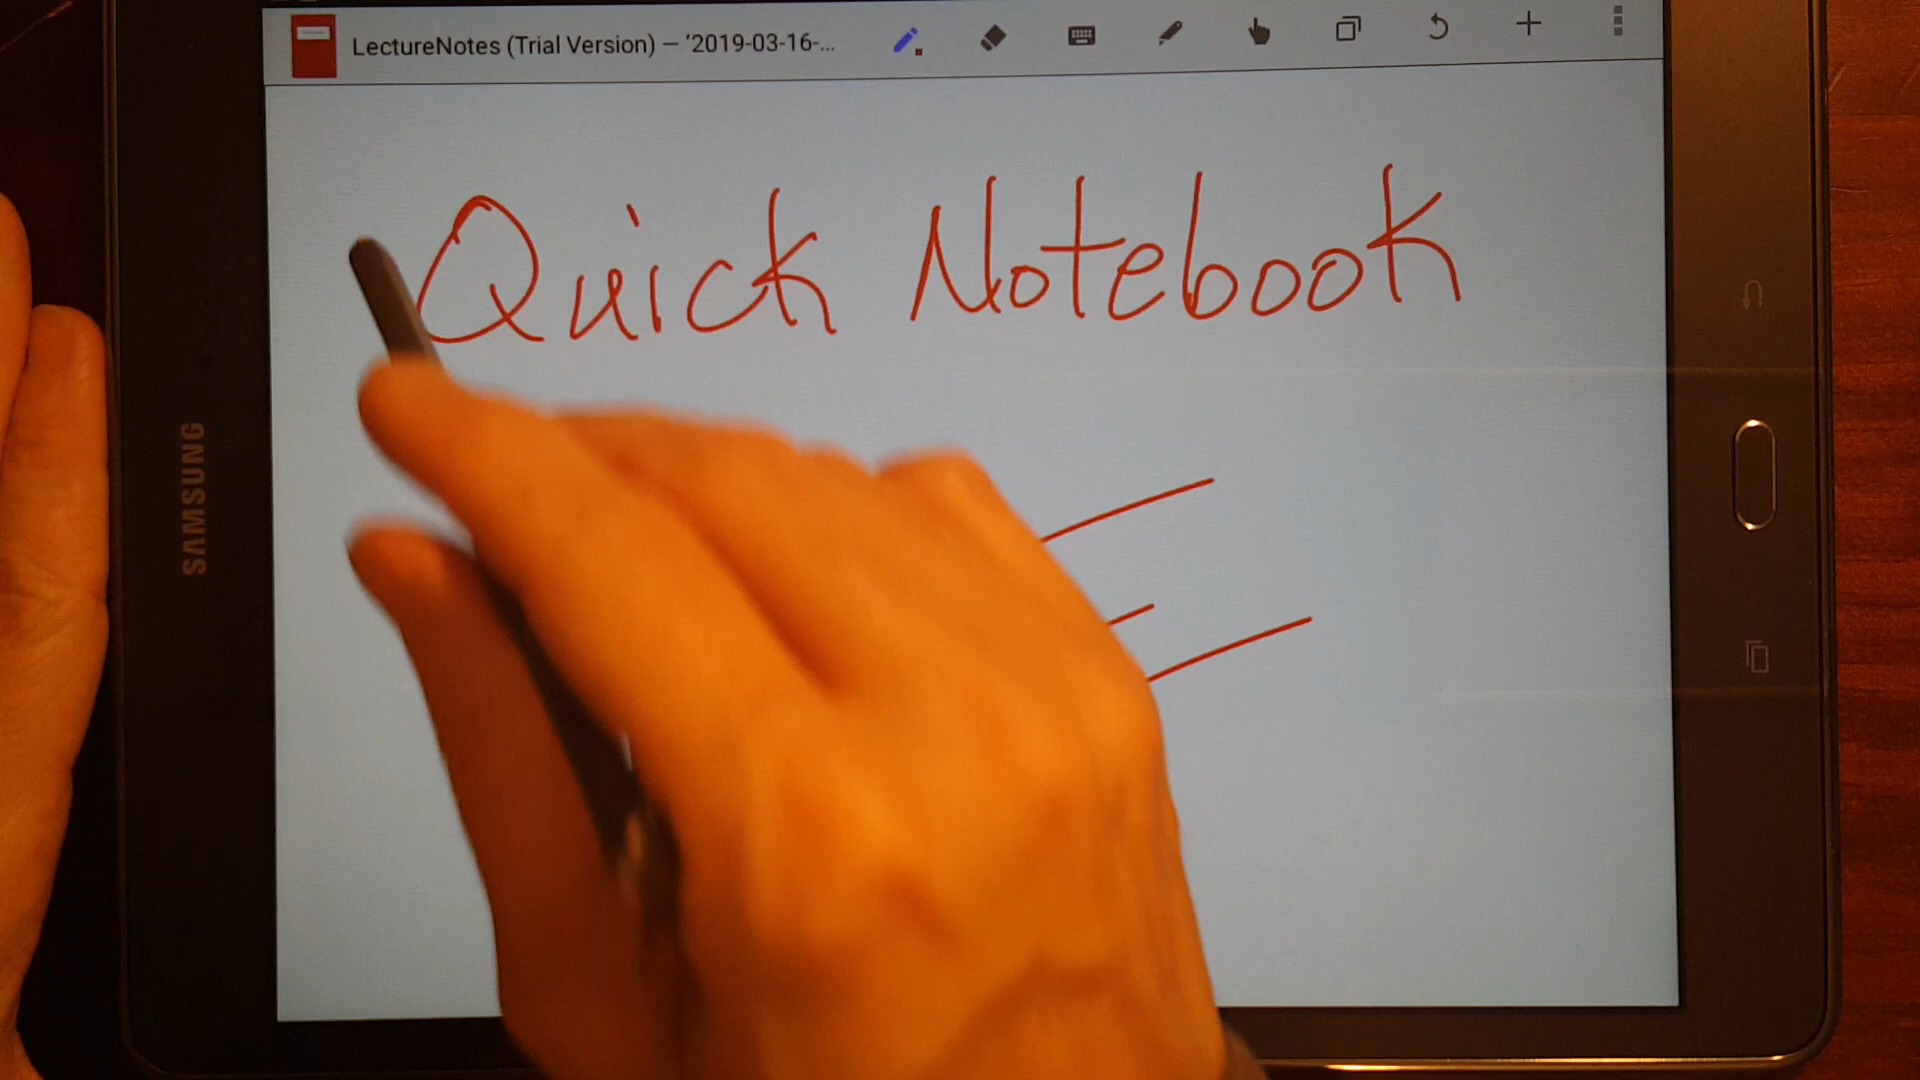 LectureNotes (Trial Version) – ‘2019-03-16-...
Quick Notebook
SAMSUNG